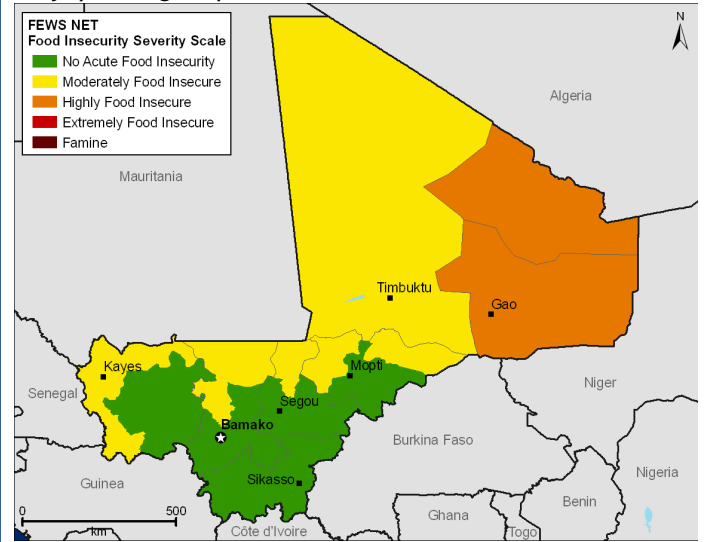 FEWS NET
Food Insecurity Severity Scale
No Acute Food Insecurity
Moderately Food Insecure
Highly Food Insecure
Extremely Food Insecure
Famine
N
Algeria
Mauritania
Timbuktu
Gao
Kayes
Mopti
Senegal
Niger
Segou
Bamako
Burkina Faso
Guinea
Sikasso
Nigeria
Benin
0
500
km
Ghana
Togo
Côte d'Ivoire